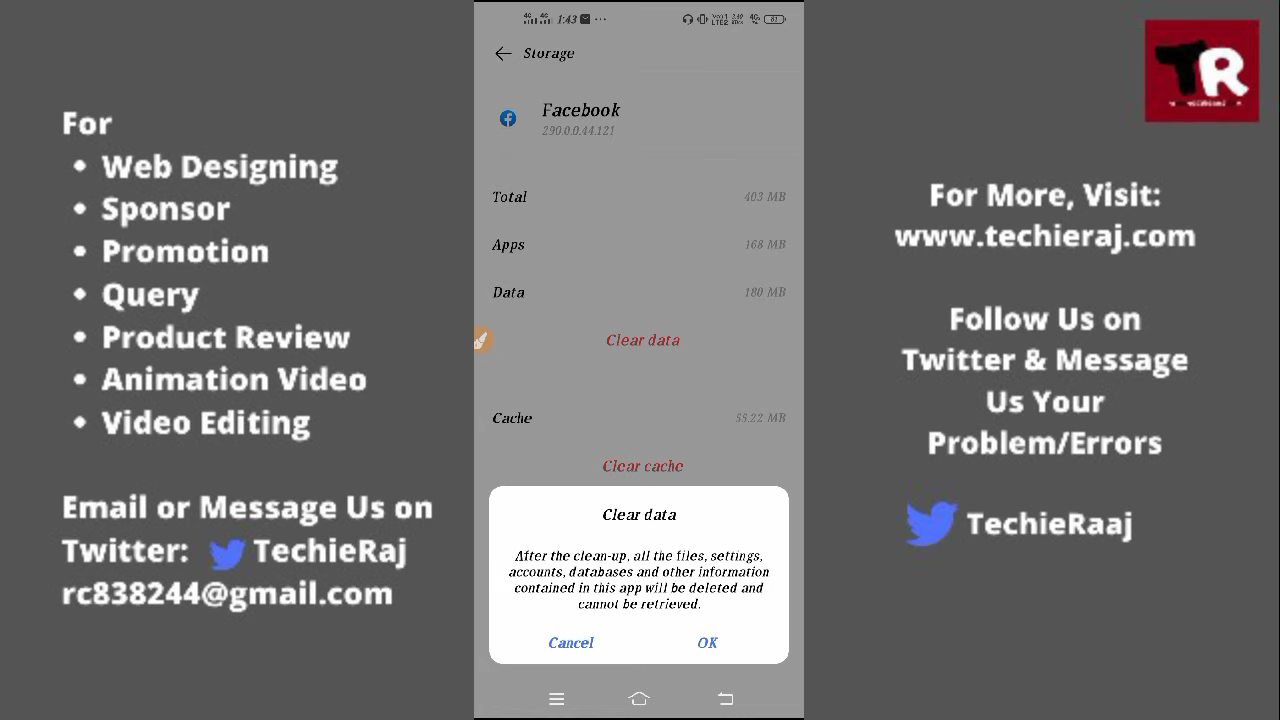 For
• Web Designing
• Sponsor
• Promotion
• Query
• Product Review
• Animation Video
• Video Editing
Email or Message Us on
Twitter: TechieRaj
rc838244@gmail.com
1:43
Storage
Facebook
290.0.0.44.121
Total 403 MB
Apps 168 MB
Data 180 MB
Clear data
Cache 55.22 MB
Clear cache
Clear data
After the clean-up, all the files, settings,
accounts, databases and other information
contained in this app will be deleted and
cannot be retrieved.
Cancel OK
TR
For More, Visit:
www.techieraj.com
Follow Us on
Twitter & Message
Us Your
Problem/Errors
TechieRaaj